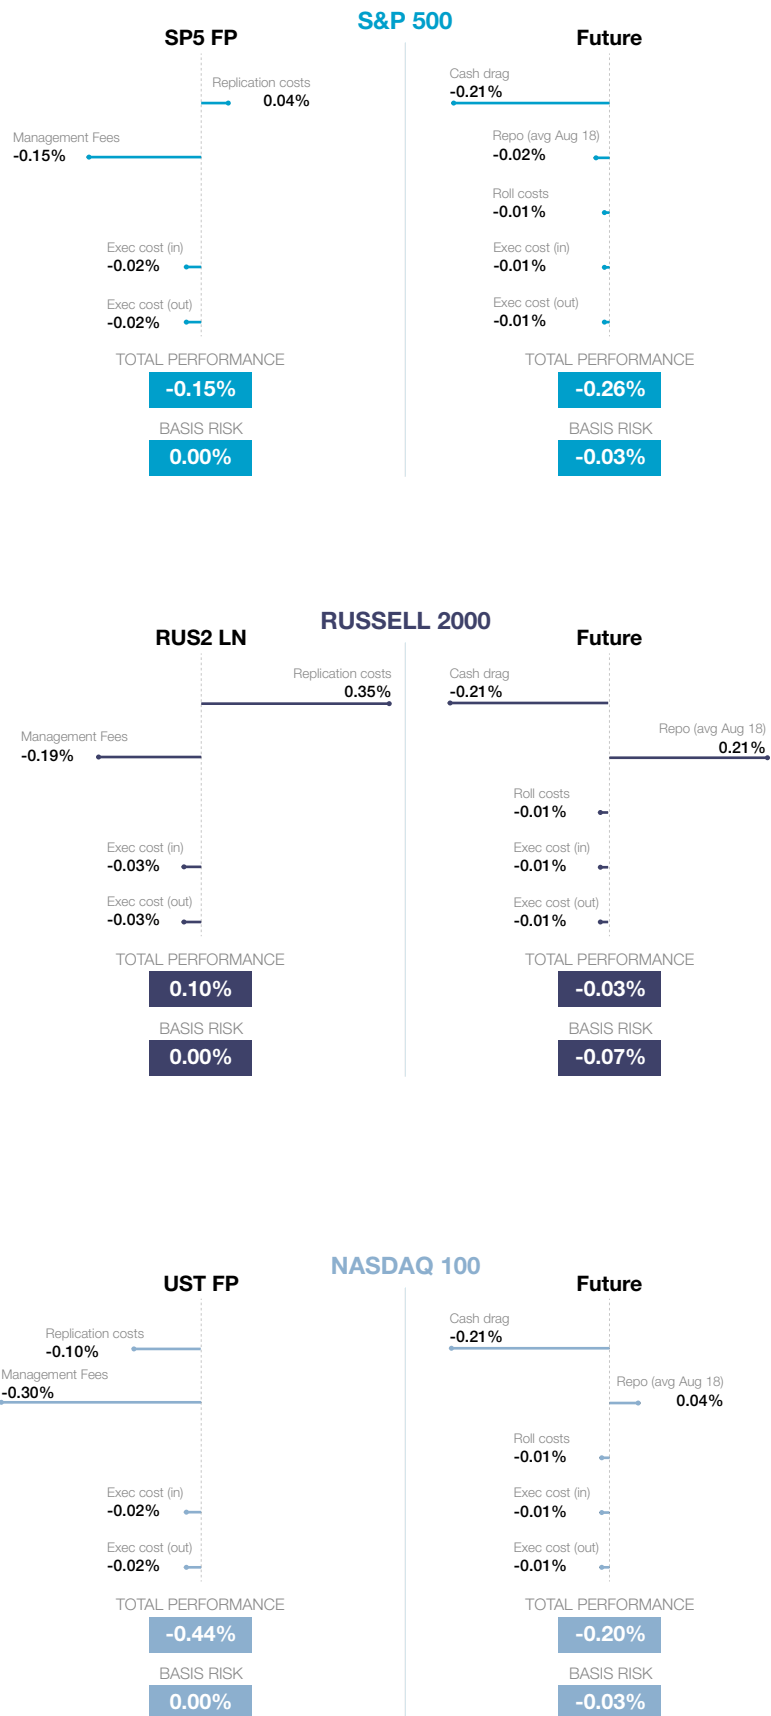 S&P 500
SP5 FP
Replication costs
0.04%
Management Fees
-0.15%
Exec cost (in)
-0.02%
Exec cost (out)
-0.02%
TOTAL PERFORMANCE
-0.15%
BASIS RISK
0.00%
Future
Cash drag
-0.21%
Repo (avg Aug 18)
-0.02%
Roll costs
-0.01%
Exec cost (in)
-0.01%
Exec cost (out)
-0.01%
TOTAL PERFORMANCE
-0.26%
BASIS RISK
-0.03%
RUSSELL 2000
RUS2 LN
Replication costs
0.35%
Management Fees
-0.19%
Exec cost (in)
-0.03%
Exec cost (out)
-0.03%
TOTAL PERFORMANCE
0.10%
BASIS RISK
0.00%
Future
Cash drag
-0.21%
Repo (avg Aug 18)
0.21%
Roll costs
-0.01%
Exec cost (in)
-0.01%
Exec cost (out)
-0.01%
TOTAL PERFORMANCE
-0.03%
BASIS RISK
-0.07%
NASDAQ 100
UST FP
Replication costs
-0.10%
Management Fees
-0.30%
Exec cost (in)
-0.02%
Exec cost (out)
-0.02%
TOTAL PERFORMANCE
-0.44%
BASIS RISK
0.00%
Future
Cash drag
-0.21%
Repo (avg Aug 18)
0.04%
Roll costs
-0.01%
Exec cost (in)
-0.01%
Exec cost (out)
-0.01%
TOTAL PERFORMANCE
-0.20%
BASIS RISK
-0.03%